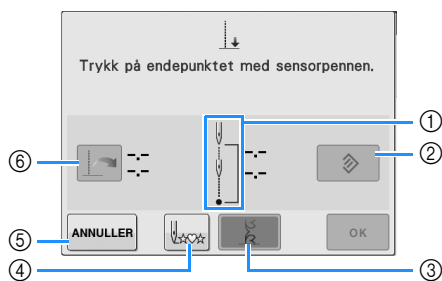 Trykk på endepunktet med sensorpennen.
①
⑥ -.- -.- ②
-.- -.-
⑤ ANNULLER OK
④ ③